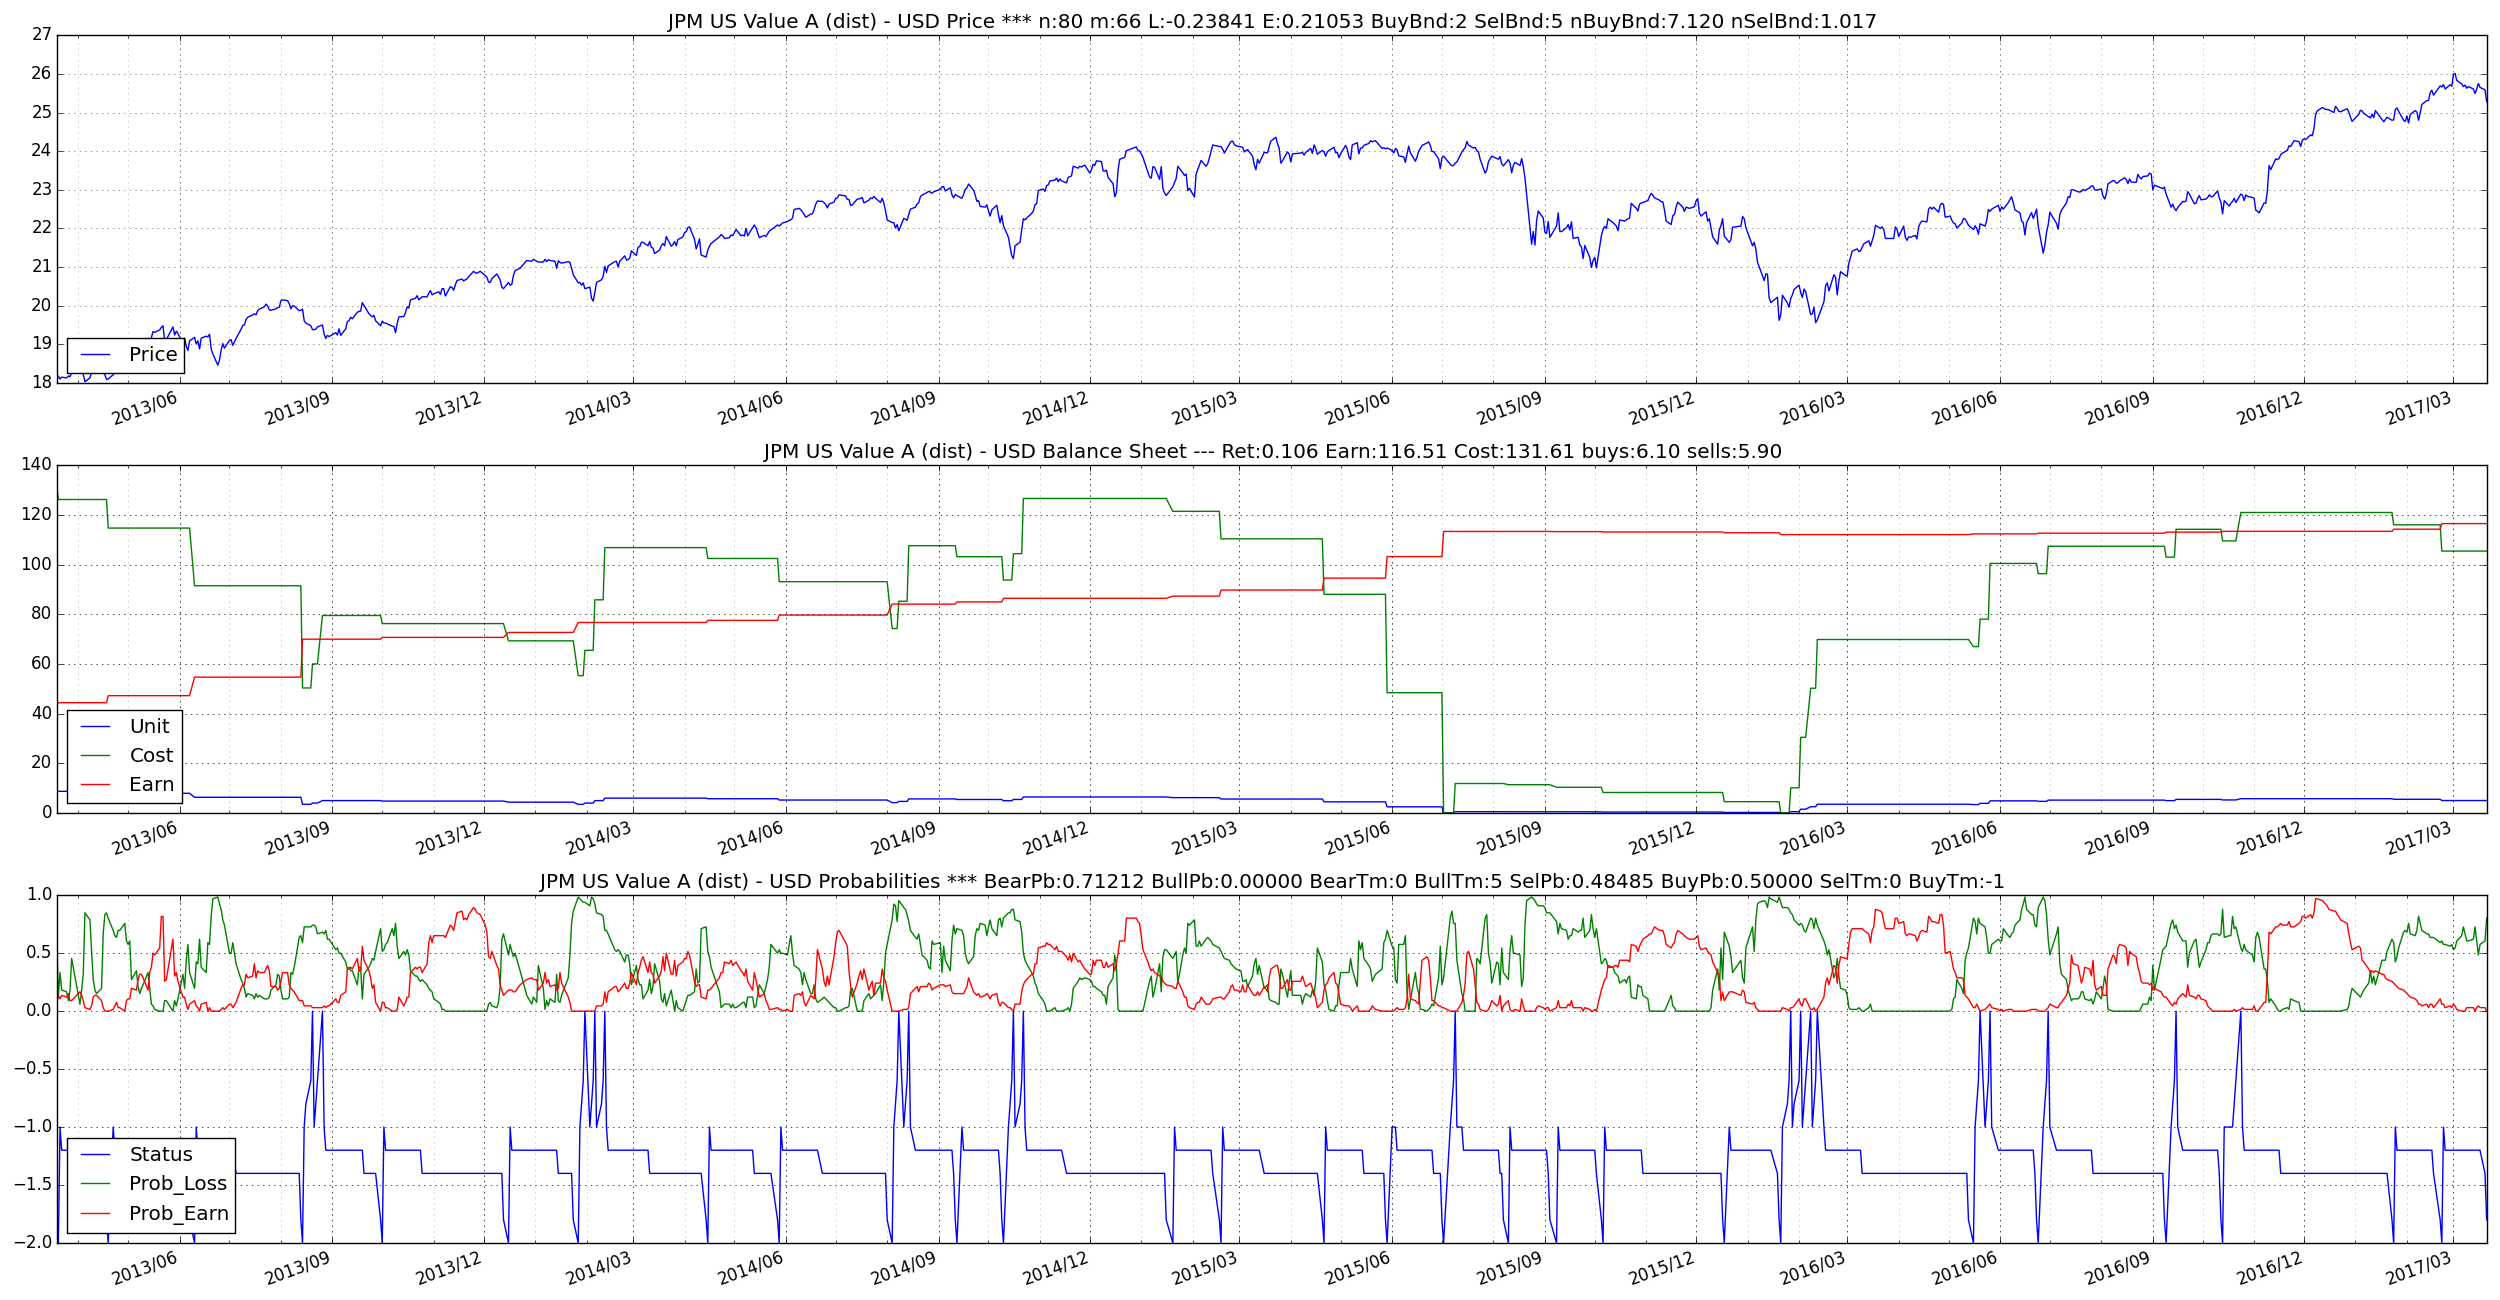 JPM US Value A (dist) - USD Price *** n:80 m:66 L:-0.23841 E:0.21053 BuyBnd:2 SelBnd:5 nBuyBnd:7.120 nSelBnd:1.017
27
26
25
24
23
22
21
20
19
18
Price
2013/06 2013/09 2013/12 2014/03 2014/06 2014/09 2014/12 2015/03 2015/06 2015/09 2015/12 2016/03 2016/06 2016/09 2016/12 2017/03
JPM US Value A (dist) - USD Balance Sheet --- Ret:0.106 Earn:116.51 Cost:131.61 buys:6.10 sells:5.90
140
120
100
80
60
40
20
0
Unit
Cost
Earn
2013/06 2013/09 2013/12 2014/03 2014/06 2014/09 2014/12 2015/03 2015/06 2015/09 2015/12 2016/03 2016/06 2016/09 2016/12 2017/03
JPM US Value A (dist) - USD Probabilities *** BearPb:0.71212 BullPb:0.00000 BearTm:0 BullTm:5 SelPb:0.48485 BuyPb:0.50000 SelTm:0 BuyTm:-1
1.0
0.5
0.0
−0.5
−1.0
−1.5
−2.0
Status
Prob_Loss
Prob_Earn
2013/06 2013/09 2013/12 2014/03 2014/06 2014/09 2014/12 2015/03 2015/06 2015/09 2015/12 2016/03 2016/06 2016/09 2016/12 2017/03